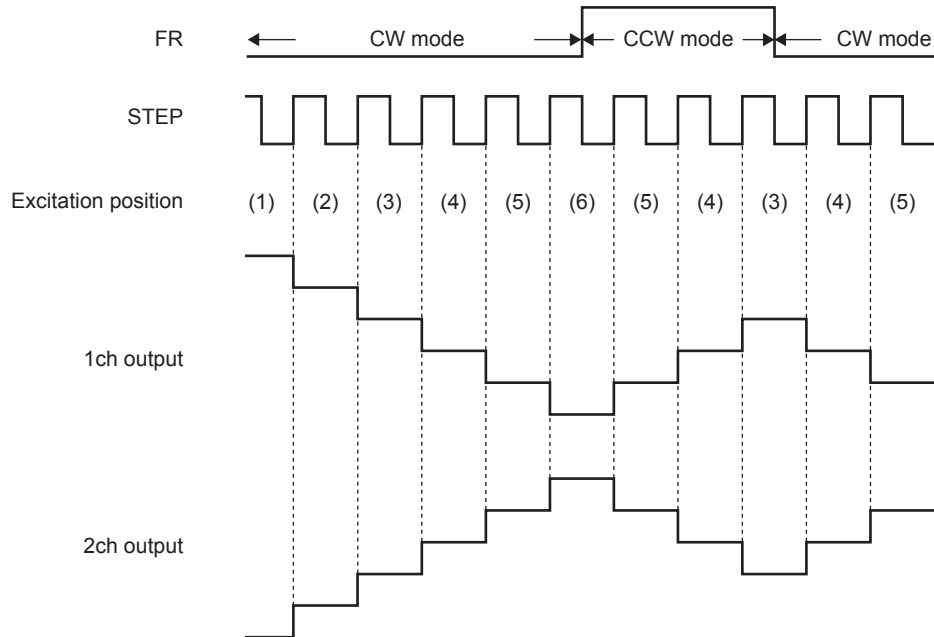 FR
CW mode
CCW mode
CW mode
STEP
Excitation position
(1) (2) (3) (4) (5) (6) (5) (4) (3) (4) (5)
1ch output
2ch output